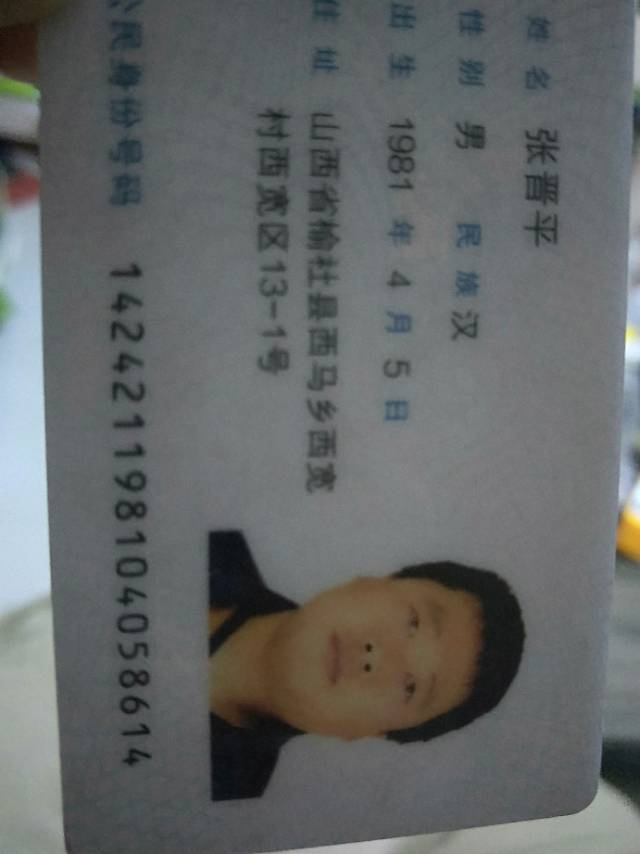 姓名 张晋平
性别 男 民族 汉
出生 1981 年 4 月 5 日
住址 山西省榆社县西马乡西宽
村西宽区13-1号
公民身份号码 142421198104058614